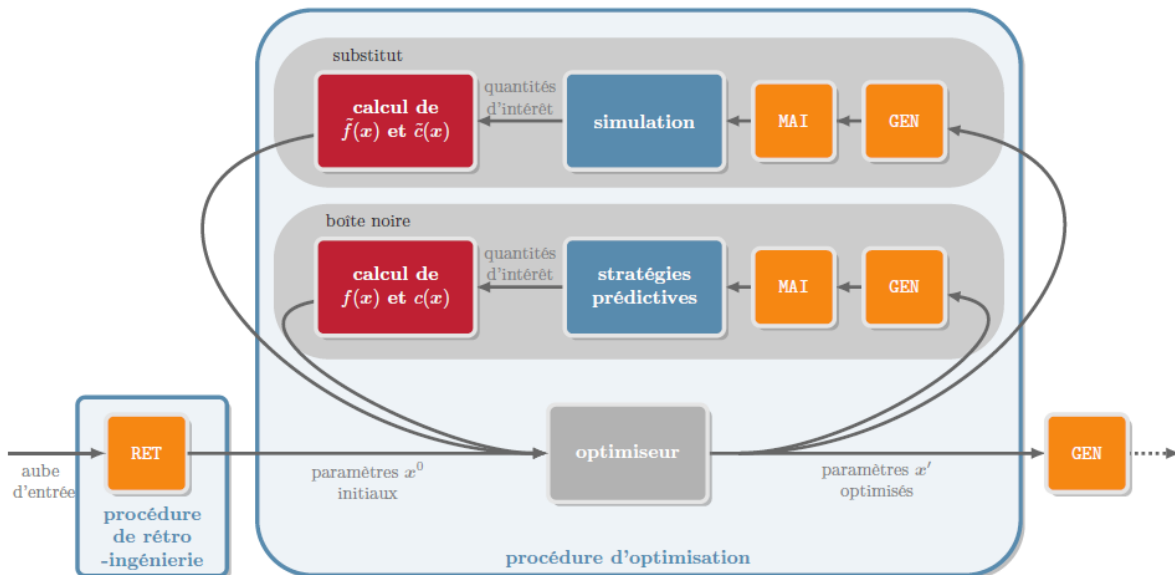 substitut
calcul de
f̃(x) et c̃(x)
quantités
d'intérêt
simulation
MAI
GEN
boîte noire
calcul de
f(x) et c(x)
quantités
d'intérêt
stratégies
prédictives
MAI
GEN
aube
d'entrée
RET
procédure
de rétro
-ingénierie
paramètres x⁰
initiaux
optimiseur
paramètres x′
optimisés
GEN
procédure d'optimisation